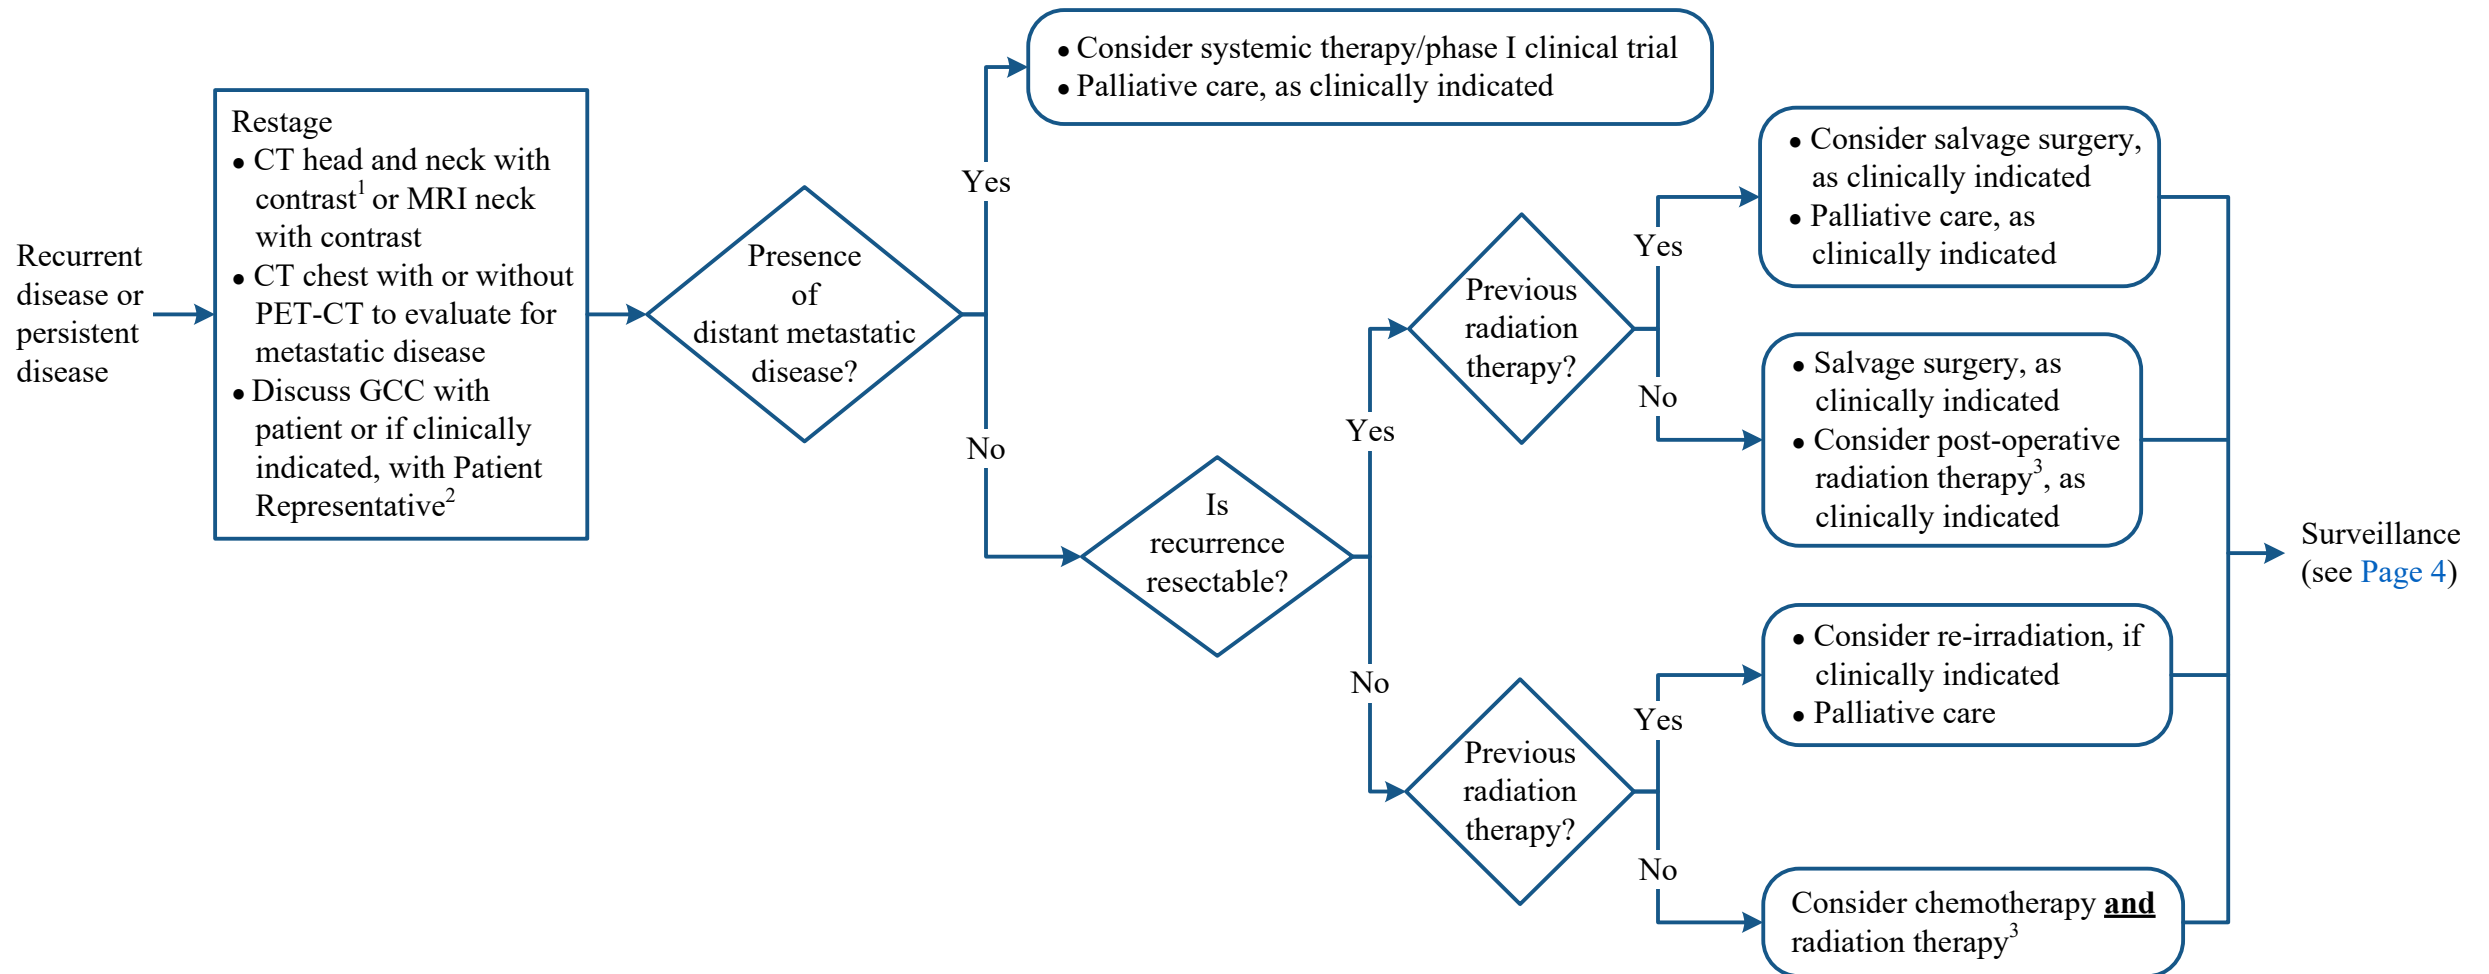 Recurrent
disease or
persistent
disease
Restage
• CT head and neck with
contrast1 or MRI neck
with contrast
• CT chest with or without
PET-CT to evaluate for
metastatic disease
• Discuss GCC with
patient or if clinically
indicated, with Patient
Representative2
Presence
of
distant metastatic
disease?
Yes
• Consider systemic therapy/phase I clinical trial
• Palliative care, as clinically indicated
No
Is
recurrence
resectable?
Yes
Previous
radiation
therapy?
Yes
• Consider salvage surgery,
as clinically indicated
• Palliative care, as
clinically indicated
No
• Salvage surgery, as
clinically indicated
• Consider post-operative
radiation therapy3, as
clinically indicated
No
Previous
radiation
therapy?
Yes
• Consider re-irradiation, if
clinically indicated
• Palliative care
No
Consider chemotherapy and
radiation therapy3
Surveillance
(see Page 4)